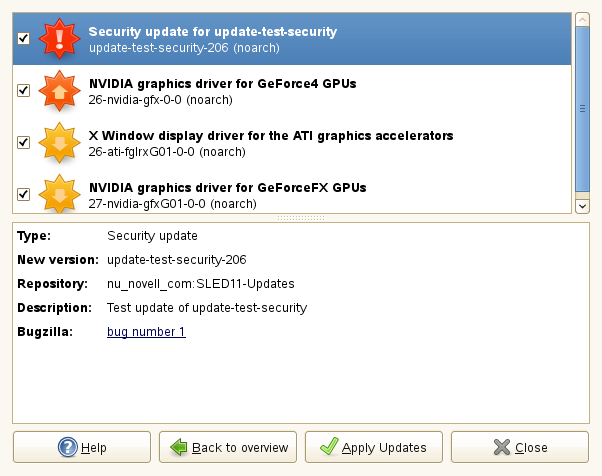 Security update for update-test-security
update-test-security-206 (noarch)
NVIDIA graphics driver for GeForce4 GPUs
26-nvidia-gfx-0-0 (noarch)
X Window display driver for the ATI graphics accelerators
26-ati-fglrxG01-0-0 (noarch)
NVIDIA graphics driver for GeForceFX GPUs
27-nvidia-gfxG01-0-0 (noarch)
Type: Security update
New version: update-test-security-206
Repository: nu_novell_com:SLED11-Updates
Description: Test update of update-test-security
Bugzilla: bug number 1
Help Back to overview Apply Updates Close